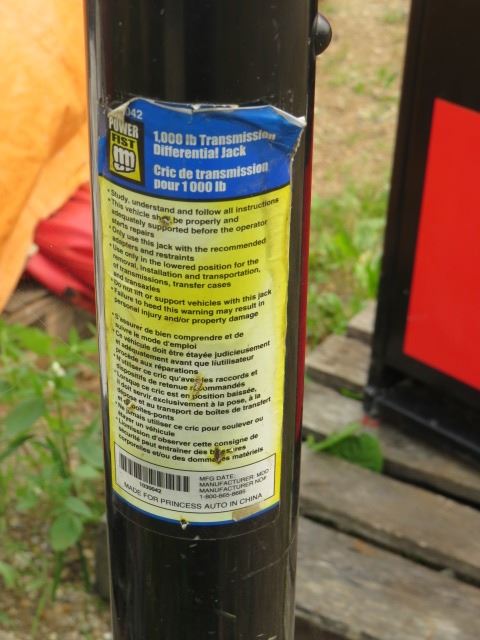 042
POWER
FIST
1,000 lb Transmission
Differential Jack
Cric de transmission
pour 1 000 lb
• Study, understand and follow all instructions
• This vehicle shall be properly and
adequately supported before the operator
starts repairs
• Only use this jack with the recommended
adapters and restraints
• Use only in the lowered position for the
removal, installation and transportation,
of transmissions, transfer cases
and transaxles
• Do not lift or support vehicles with this jack
• Failure to heed this warning may result in
personal injury and/or property damage
• S'assurer de bien comprendre et de
suivre le mode d'emploi
• Ce véhicule doit être étayée judicieusement
et adéquatement avant que lùtilisateur
procède aux réparations
• N'utiliser ce cric qu'avec les raccords et
dispositifs de retenue recommandés
• Lorsque ce cric est en position baissée,
il doit servir exclusivement à la pose, à la
dépose et au transport de boîtes de transfert
et de boîtes-ponts
• Ne jamais utiliser ce cric pour soulever ou
étayer un véhicule
• L'omission d'observer cette consigne de
sécurité peut entraîner des blessures
corporelles et/ou des dommages matériels
1030042
MFG DATE:
MANUFACTURER: MOD
MANUFACTURER NO#
1-800-665-8685
MADE FOR PRINCESS AUTO IN CHINA